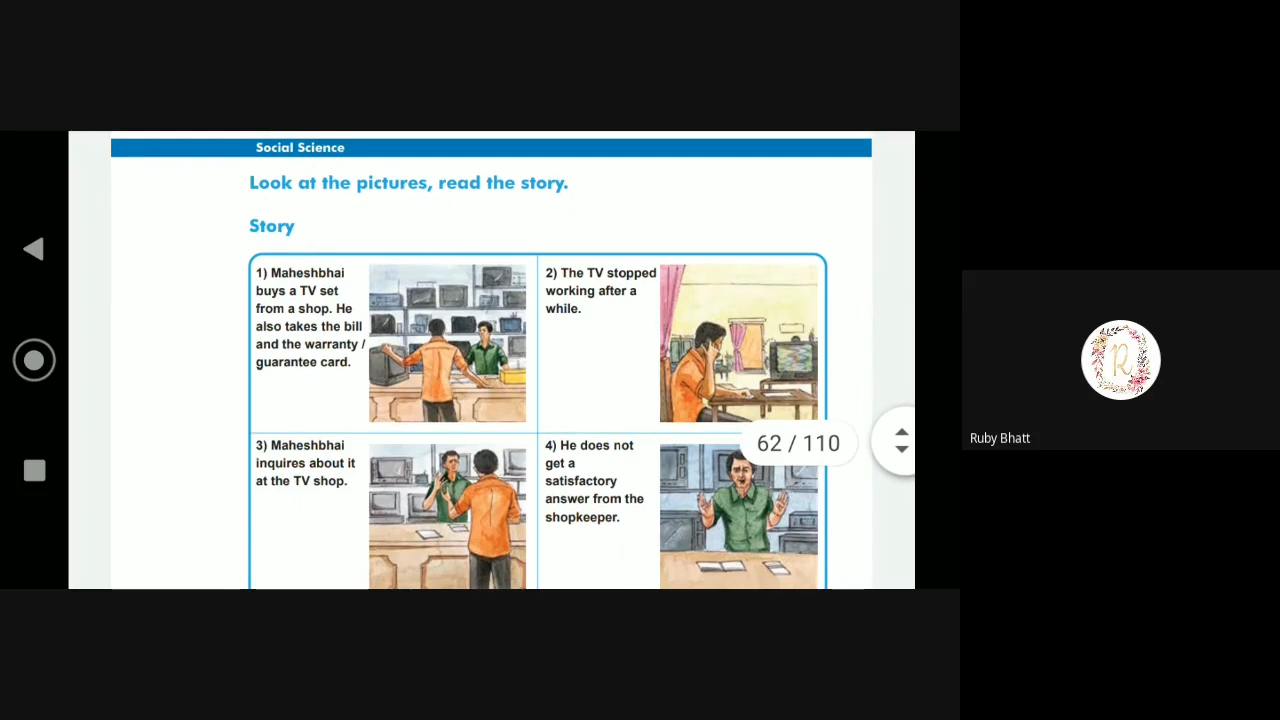 Social Science
Look at the pictures, read the story.
Story
1) Maheshbhai
buys a TV set
from a shop. He
also takes the bill
and the warranty /
guarantee card.
2) The TV stopped
working after a
while.
3) Maheshbhai
inquires about it
at the TV shop.
4) He does not
get a
satisfactory
answer from the
shopkeeper.
62 / 110
R
Ruby Bhatt